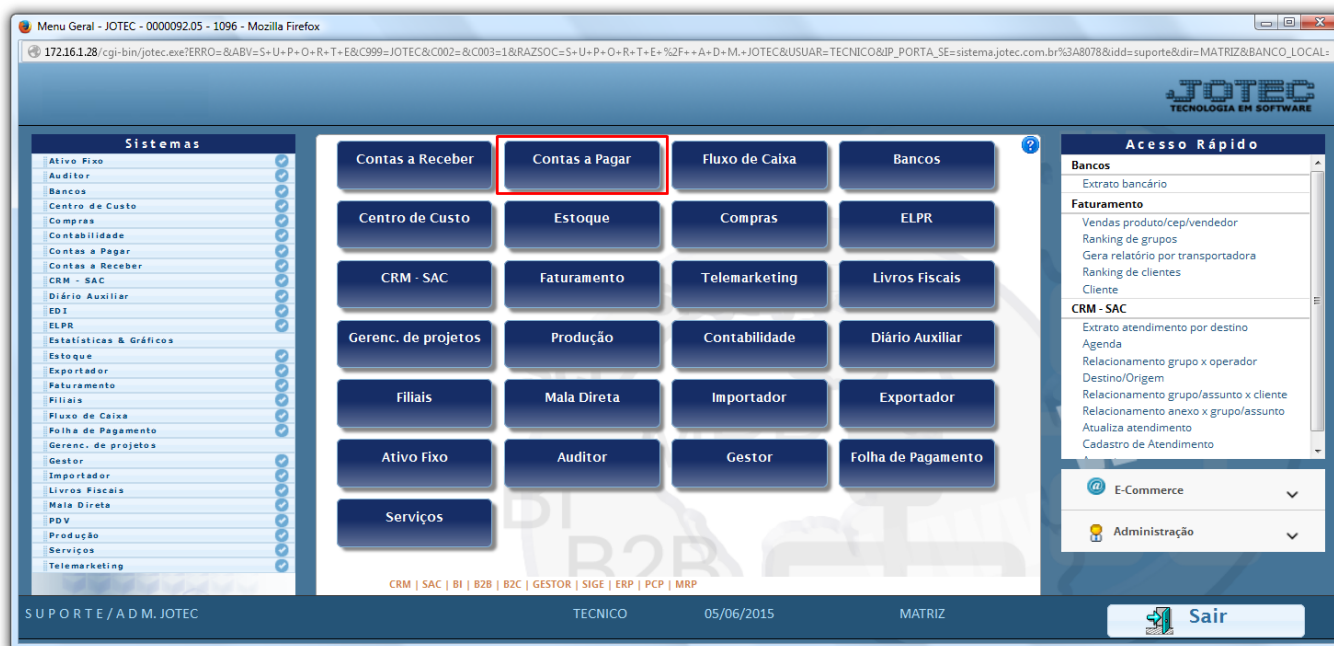 Menu Geral - JOTEC - 0000092.05 - 1096 - Mozilla Firefox
172.16.1.28/cgi-bin/jotec.exe?ERRO=&ABV=S+U+P+O+R+T+E&C999=JOTEC&C002=&C003=1&RAZSOC=S+U+P+O+R+T+E+%2F++A+D+M.+JOTEC&USUAR=TECNICO&IP_PORTA_SE=sistema.jotec.com.br%3A8078&idd=suporte&dir=MATRIZ&BANCO_LOCAL=
JOTEC
TECNOLOGIA EM SOFTWARE
Sistemas
Ativo Fixo
Auditor
Bancos
Centro de Custo
Compras
Contabilidade
Contas a Pagar
Contas a Receber
CRM - SAC
Diário Auxiliar
EDI
ELPR
Estatísticas & Gráficos
Estoque
Exportador
Faturamento
Filiais
Fluxo de Caixa
Folha de Pagamento
Gerenc. de projetos
Gestor
Importador
Livros Fiscais
Mala Direta
PDV
Produção
Serviços
Telemarketing
Contas a Receber
Contas a Pagar
Fluxo de Caixa
Bancos
Centro de Custo
Estoque
Compras
ELPR
CRM - SAC
Faturamento
Telemarketing
Livros Fiscais
Gerenc. de projetos
Produção
Contabilidade
Diário Auxiliar
Filiais
Mala Direta
Importador
Exportador
Ativo Fixo
Auditor
Gestor
Folha de Pagamento
Serviços
BI
B2B
CRM | SAC | BI | B2B | B2C | GESTOR | SIGE | ERP | PCP | MRP
Acesso Rápido
Bancos
Extrato bancário
Faturamento
Vendas produto/cep/vendedor
Ranking de grupos
Gera relatório por transportadora
Ranking de clientes
Cliente
CRM - SAC
Extrato atendimento por destino
Agenda
Relacionamento grupo x operador
Destino/Origem
Relacionamento grupo/assunto x cliente
Relacionamento anexo x grupo/assunto
Atualiza atendimento
Cadastro de Atendimento
E-Commerce
Administração
S U P O R T E / A D M. JOTEC
TECNICO
05/06/2015
MATRIZ
Sair